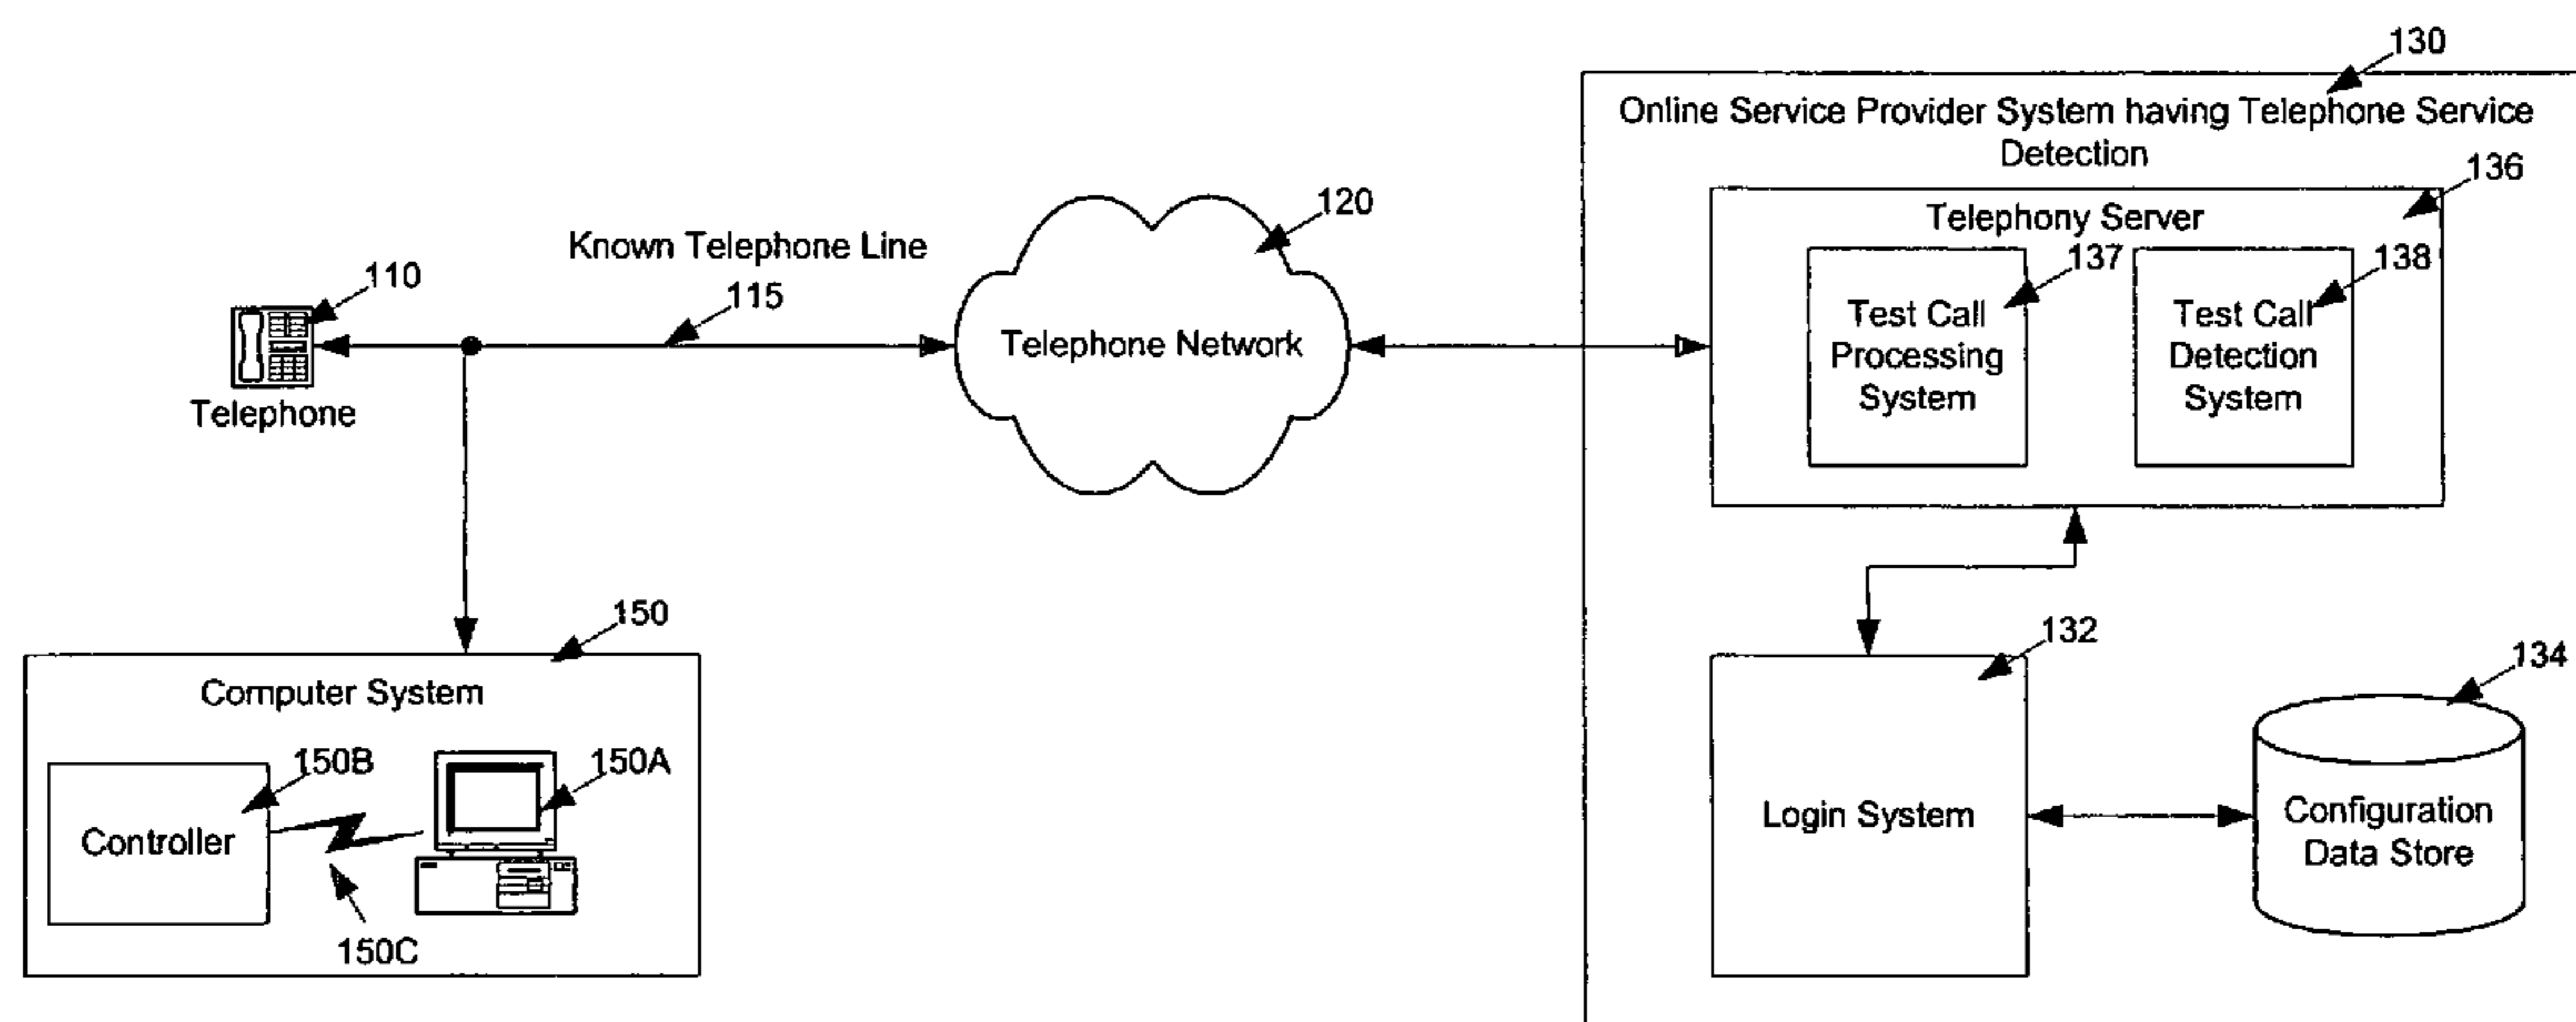 130
Online Service Provider System having Telephone Service
Detection
136
Telephony Server
120
Known Telephone Line
137
138
110
115
Test Call
Processing
System
Test Call
Detection
System
Telephone Network
Telephone
150
132
134
Computer System
150B
150A
Controller
Login System
Configuration
Data Store
150C